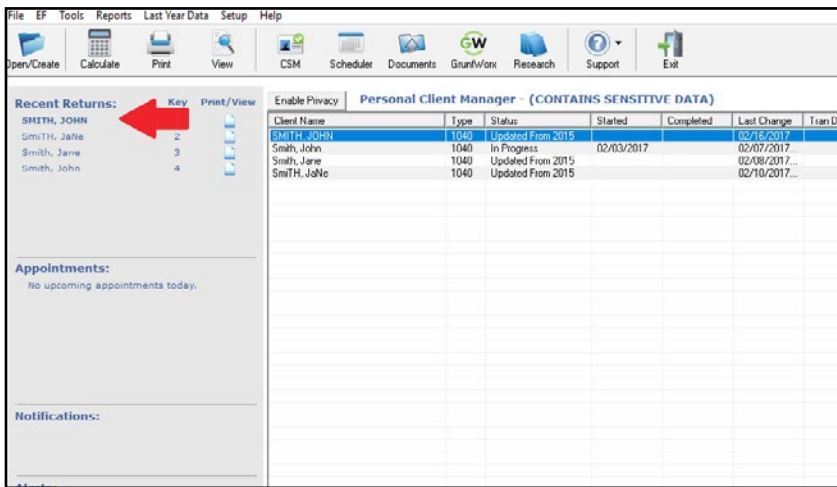 File EF Tools Reports Last Year Data Setup Help
Open/Create Calculate Print View CSM Scheduler Documents GruntWorx Research Support Exit
GW
Recent Returns: Key Print/View
SMITH, JOHN
SmiTH, JaNe 2
Smith, Jane 3
Smith, John 4
Appointments:
No upcoming appointments today.
Notifications:
Alerts:
Enable Privacy Personal Client Manager - (CONTAINS SENSITIVE DATA)
Client Name Type Status Started Completed Last Change Tran D
SMITH, JOHN 1040 Updated From 2015 02/16/2017
Smith, John 1040 In Progress 02/03/2017 02/07/2017...
Smith, Jane 1040 Updated From 2015 02/08/2017...
SmiTH, JaNe 1040 Updated From 2015 02/10/2017...